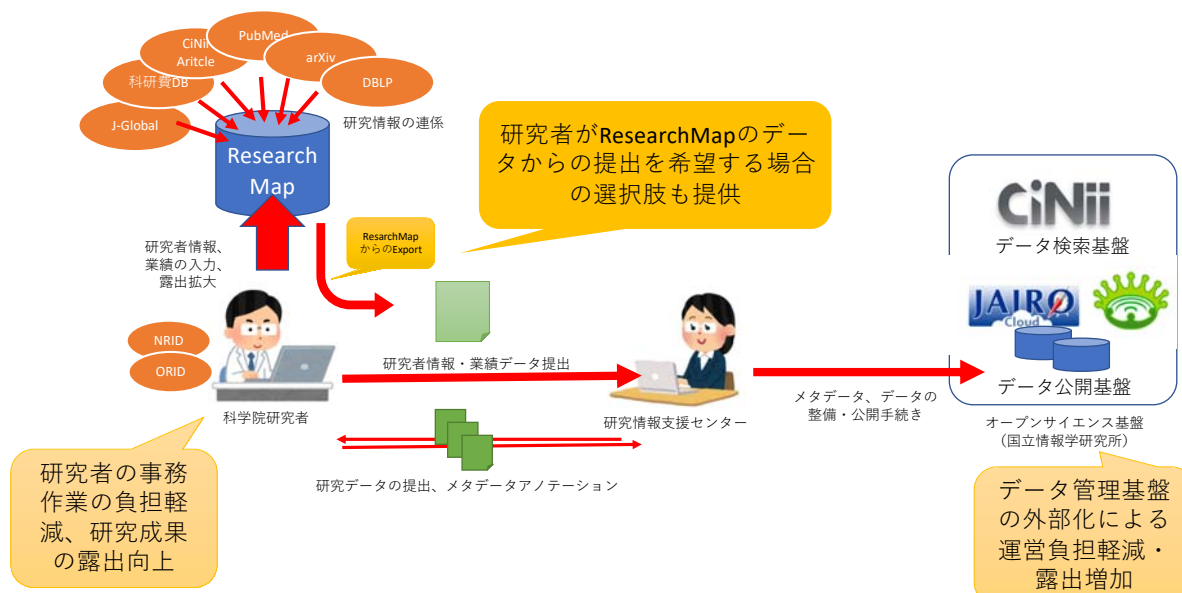 PubMed
CiNii
Aritcle
arXiv
科研費DB
DBLP
J-Global
研究情報の連係
Research
Map
研究者がResearchMapのデー
タからの提出を希望する場合
の選択肢も提供
ResarchMap
からのExport
研究者情報、
業績の入力、
露出拡大
CiNii
データ検索基盤
JAIRO
Cloud
データ公開基盤
NRID
ORID
研究者情報・業績データ提出
科学院研究者
研究情報支援センター
メタデータ、データの
整備・公開手続き
オープンサイエンス基盤
（国立情報学研究所）
研究データの提出、メタデータアノテーション
研究者の事務
作業の負担軽
減、研究成果
の露出向上
データ管理基盤
の外部化による
運営負担軽減・
露出増加